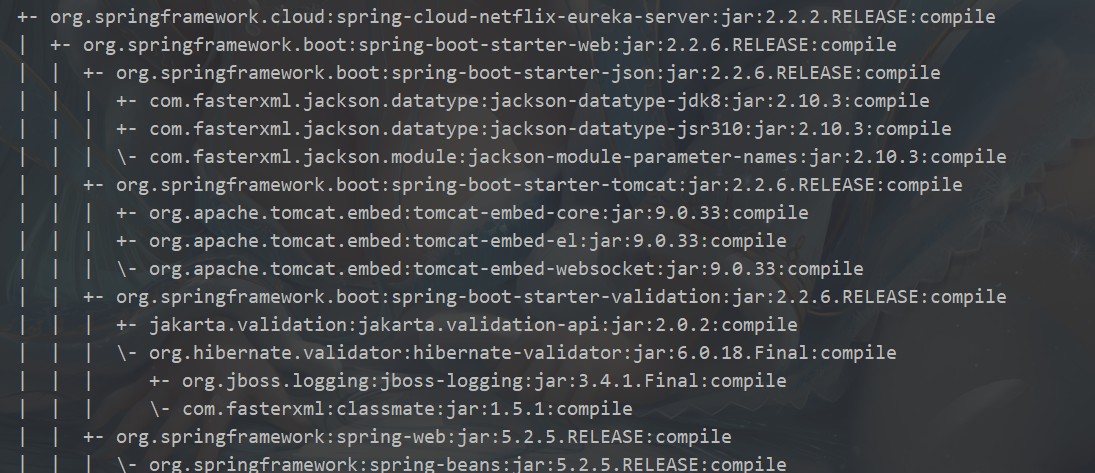 +- org.springframework.cloud:spring-cloud-netflix-eureka-server:jar:2.2.2.RELEASE:compile
|  +- org.springframework.boot:spring-boot-starter-web:jar:2.2.6.RELEASE:compile
|  |  +- org.springframework.boot:spring-boot-starter-json:jar:2.2.6.RELEASE:compile
|  |  |  +- com.fasterxml.jackson.datatype:jackson-datatype-jdk8:jar:2.10.3:compile
|  |  |  +- com.fasterxml.jackson.datatype:jackson-datatype-jsr310:jar:2.10.3:compile
|  |  |  \- com.fasterxml.jackson.module:jackson-module-parameter-names:jar:2.10.3:compile
|  |  +- org.springframework.boot:spring-boot-starter-tomcat:jar:2.2.6.RELEASE:compile
|  |  |  +- org.apache.tomcat.embed:tomcat-embed-core:jar:9.0.33:compile
|  |  |  +- org.apache.tomcat.embed:tomcat-embed-el:jar:9.0.33:compile
|  |  |  \- org.apache.tomcat.embed:tomcat-embed-websocket:jar:9.0.33:compile
|  |  +- org.springframework.boot:spring-boot-starter-validation:jar:2.2.6.RELEASE:compile
|  |  |  +- jakarta.validation:jakarta.validation-api:jar:2.0.2:compile
|  |  |  \- org.hibernate.validator:hibernate-validator:jar:6.0.18.Final:compile
|  |  |     +- org.jboss.logging:jboss-logging:jar:3.4.1.Final:compile
|  |  |     \- com.fasterxml:classmate:jar:1.5.1:compile
|  |  +- org.springframework:spring-web:jar:5.2.5.RELEASE:compile
|  |  |  \- org.springframework:spring-beans:jar:5.2.5.RELEASE:compile